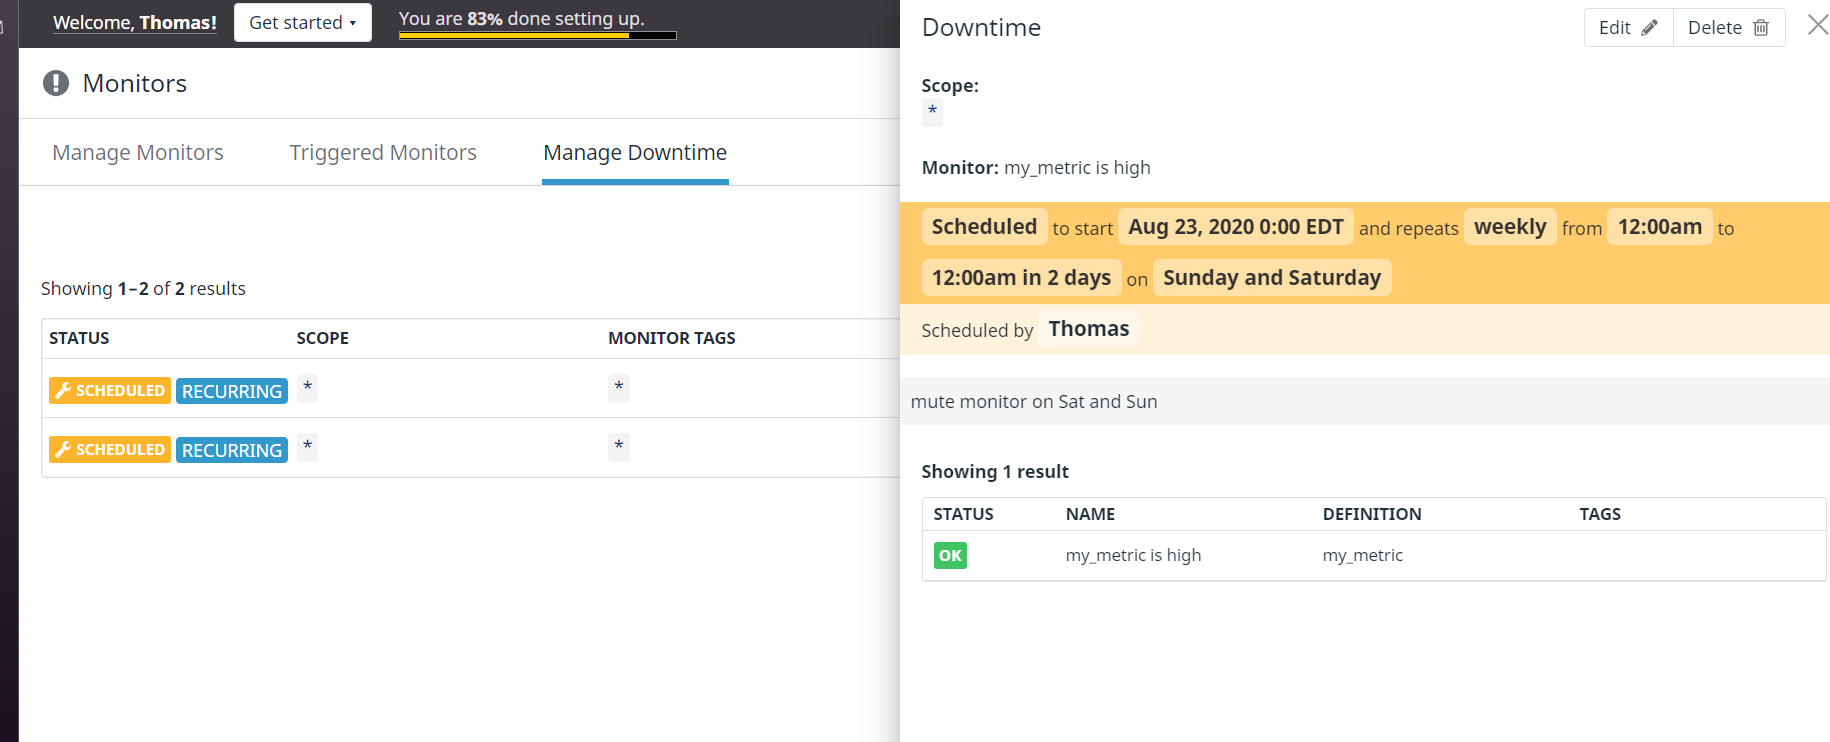 Welcome, Thomas!
Get started
You are 83% done setting up.
Monitors
Manage Monitors
Triggered Monitors
Manage Downtime
Showing 1–2 of 2 results
STATUS SCOPE MONITOR TAGS
SCHEDULED RECURRING * *
SCHEDULED RECURRING * *
Downtime
Edit
Delete
Scope:
*
Monitor: my_metric is high
Scheduled to start Aug 23, 2020 0:00 EDT and repeats weekly from 12:00am to
12:00am in 2 days on Sunday and Saturday
Scheduled by Thomas
mute monitor on Sat and Sun
Showing 1 result
STATUS NAME DEFINITION TAGS
OK my_metric is high my_metric